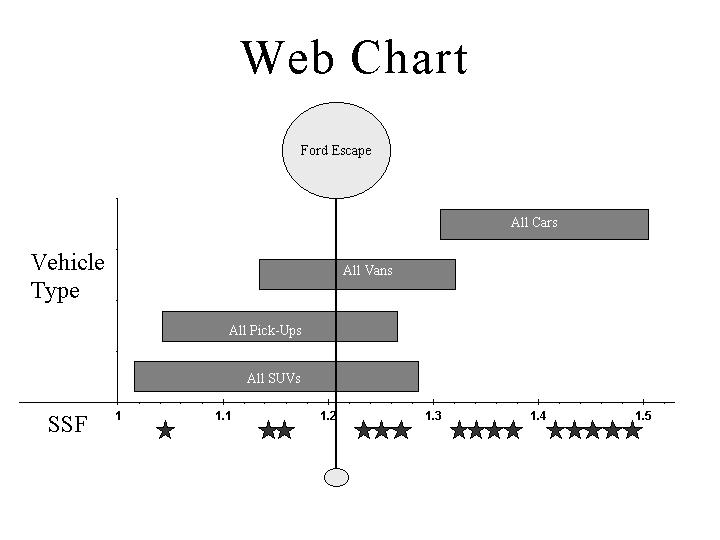 Web Chart
Ford Escape
All Cars
Vehicle
Type
All Vans
All Pick-Ups
All SUVs
SSF
1 1.1 1.2 1.3 1.4 1.5